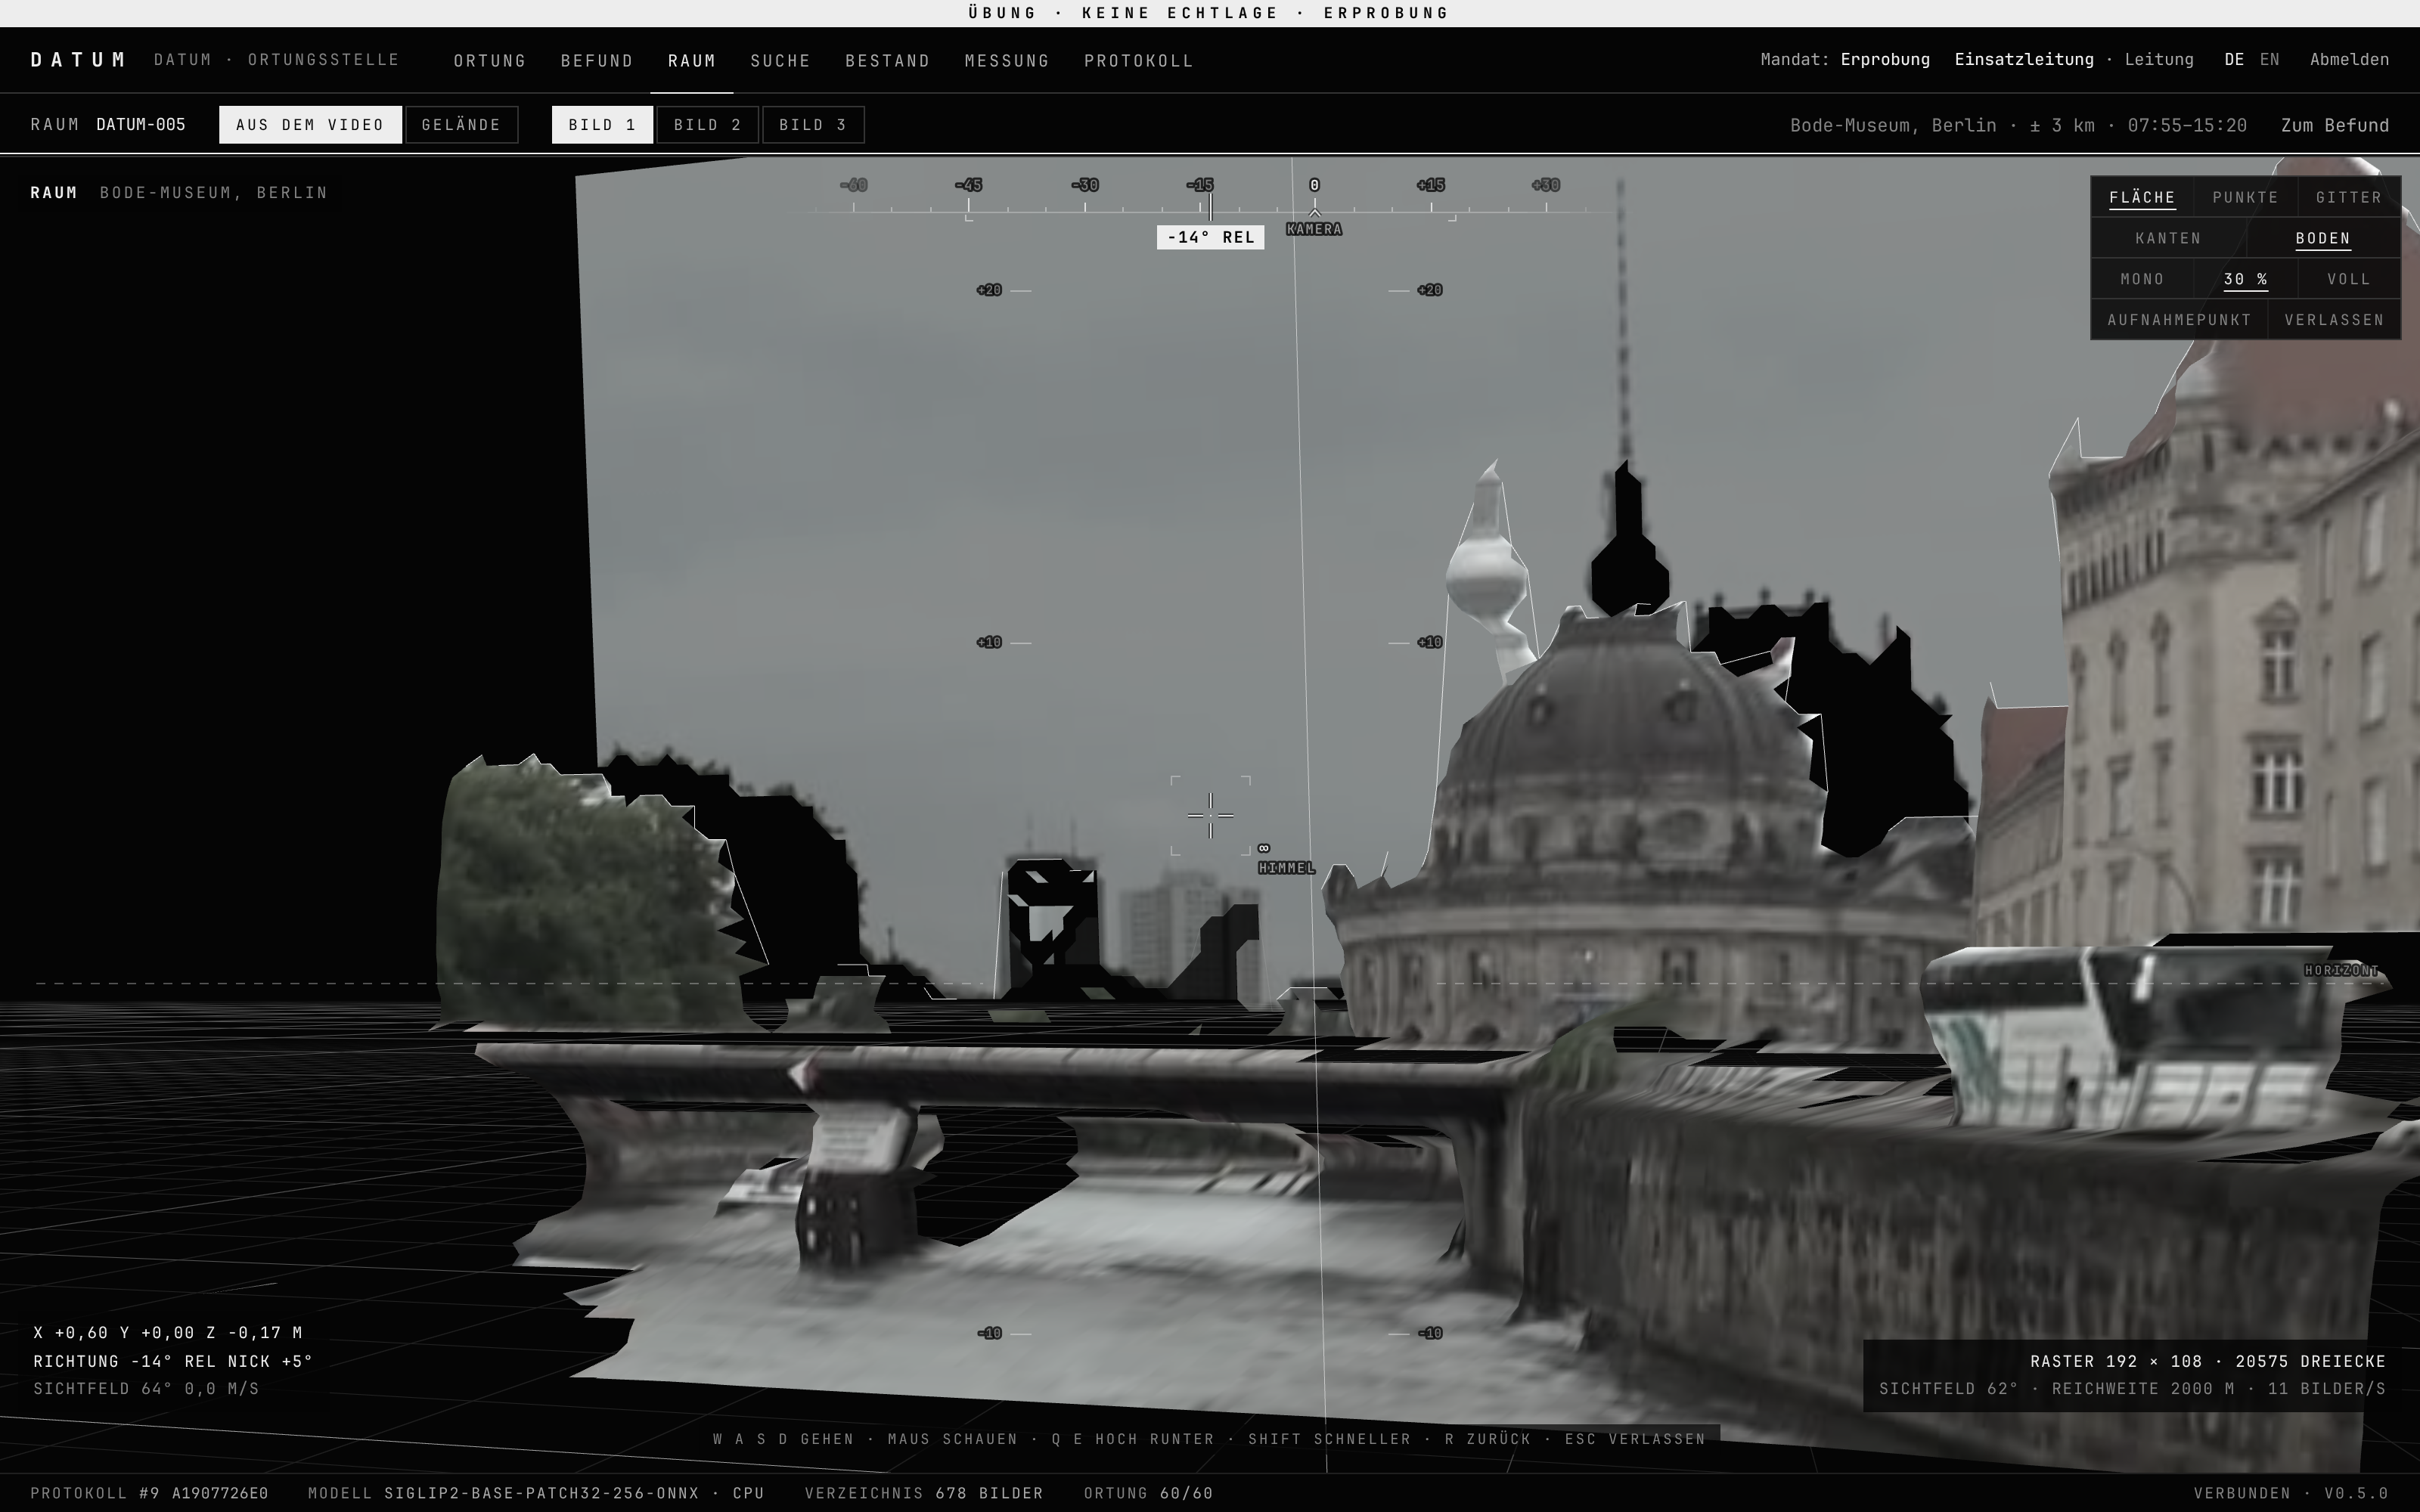 ÜBUNG · KEINE ECHTLAGE · ERPROBUNG
DATUM DATUM · ORTUNGSSTELLE ORTUNG BEFUND RAUM SUCHE BESTAND MESSUNG PROTOKOLL Mandat: Erprobung Einsatzleitung · Leitung DE EN Abmelden
RAUM DATUM-005 AUS DEM VIDEO GELÄNDE BILD 1 BILD 2 BILD 3 Bode-Museum, Berlin · ± 3 km · 07:55–15:20 Zum Befund
RAUM BODE-MUSEUM, BERLIN
-60 -45 -30 -15 0 +15 +30
-14° REL KAMERA
FLÄCHE PUNKTE GITTER
KANTEN BODEN
MONO 30 % VOLL
AUFNAHMEPUNKT VERLASSEN
+20 +20
+10 +10
∞
HIMMEL
HORIZONT
-10 -10
X +0,60 Y +0,00 Z -0,17 M
RICHTUNG -14° REL NICK +5°
SICHTFELD 64° 0,0 M/S
RASTER 192 × 108 · 20575 DREIECKE
SICHTFELD 62° · REICHWEITE 2000 M · 11 BILDER/S
W A S D GEHEN · MAUS SCHAUEN · Q E HOCH RUNTER · SHIFT SCHNELLER · R ZURÜCK · ESC VERLASSEN
PROTOKOLL #9 A1907726E0 MODELL SIGLIP2-BASE-PATCH32-256-ONNX · CPU VERZEICHNIS 678 BILDER ORTUNG 60/60 VERBUNDEN · V0.5.0